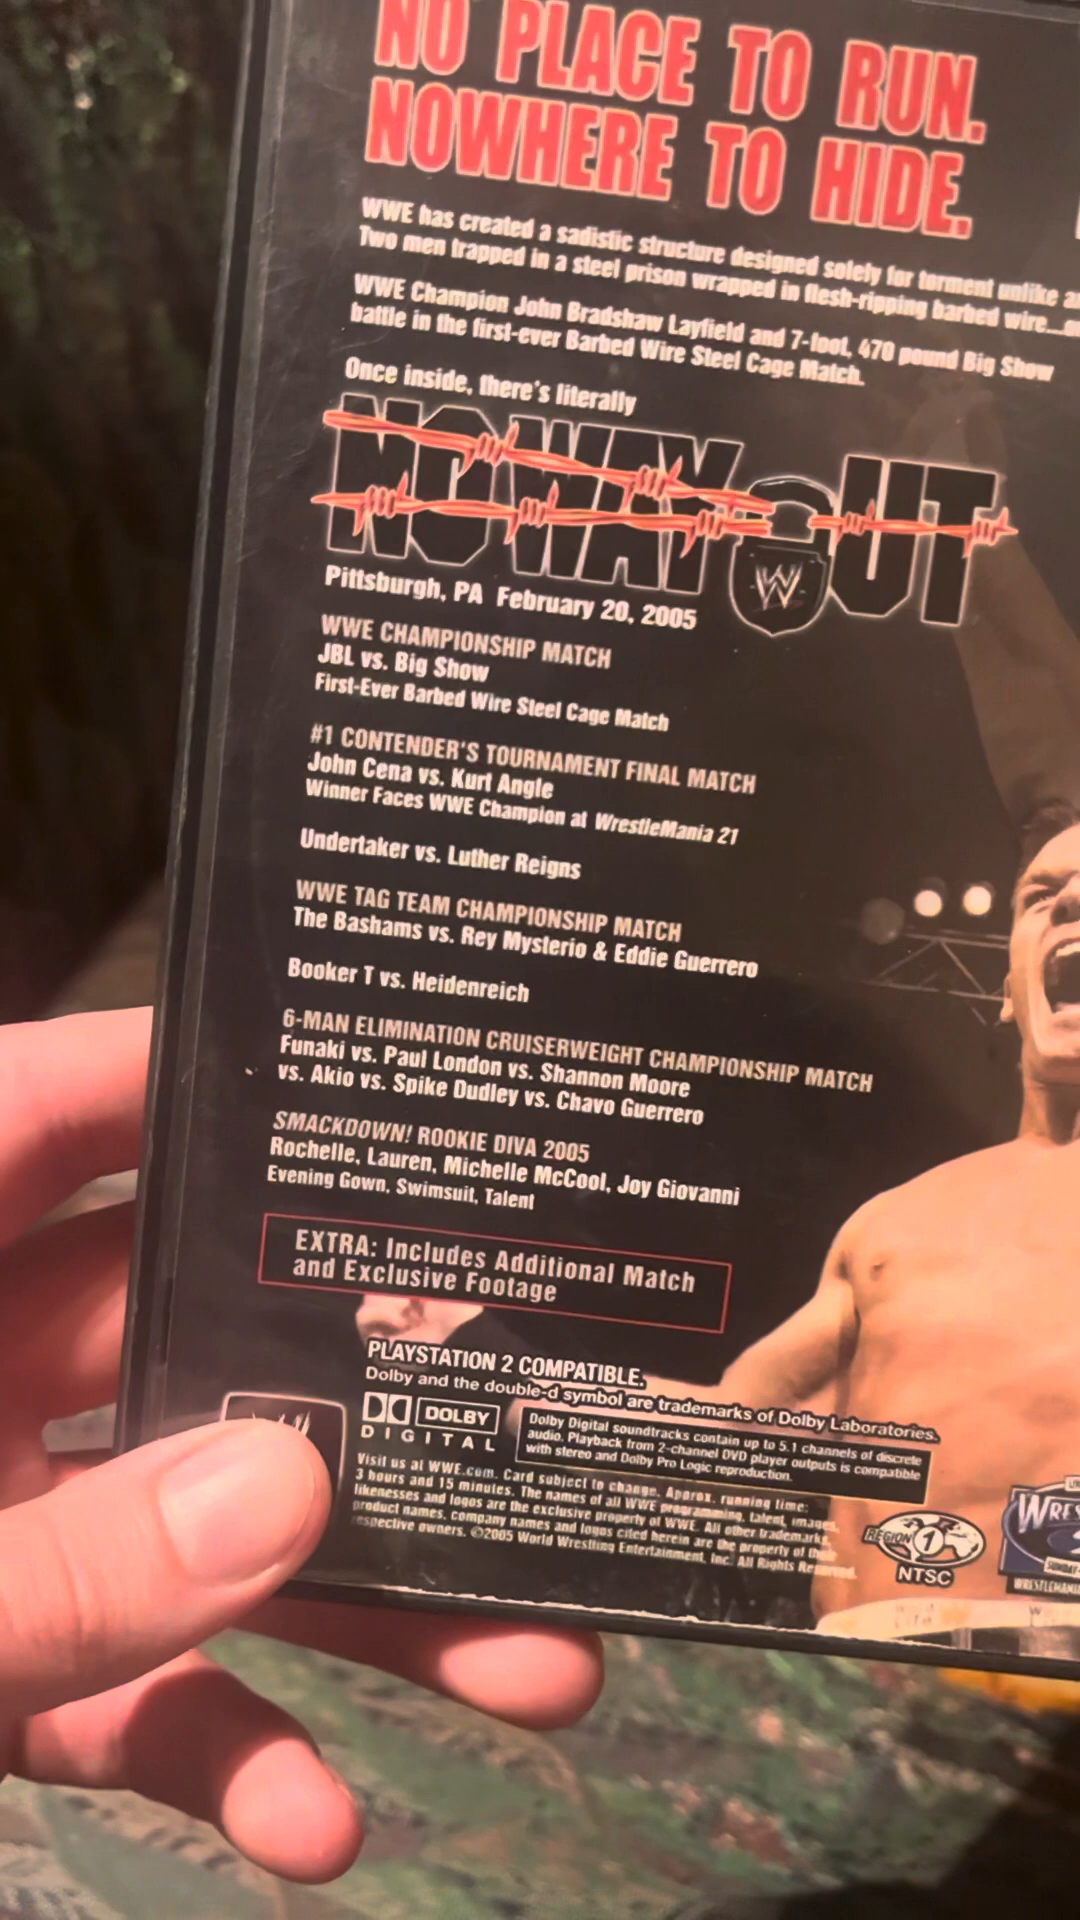 NO PLACE TO RUN.
NOWHERE TO HIDE.
WWE has created a sadistic structure designed solely for torment unlike
Two men trapped in a steel prison wrapped in flesh-ripping barbed wire...
WWE Champion John Bradshaw Layfield and 7-foot, 470 pound Big Show
battle in the first-ever Barbed Wire Steel Cage Match.
Once inside, there's literally
NO WAY OUT
W
Pittsburgh, PA February 20, 2005
WWE CHAMPIONSHIP MATCH
JBL vs. Big Show
First-Ever Barbed Wire Steel Cage Match
#1 CONTENDER'S TOURNAMENT FINAL MATCH
John Cena vs. Kurt Angle
Winner Faces WWE Champion at WrestleMania 21
Undertaker vs. Luther Reigns
WWE TAG TEAM CHAMPIONSHIP MATCH
The Bashams vs. Rey Mysterio & Eddie Guerrero
Booker T vs. Heidenreich
6-MAN ELIMINATION CRUISERWEIGHT CHAMPIONSHIP MATCH
Funaki vs. Paul London vs. Shannon Moore
vs. Akio vs. Spike Dudley vs. Chavo Guerrero
SMACKDOWN! ROOKIE DIVA 2005
Rochelle, Lauren, Michelle McCool, Joy Giovanni
Evening Gown, Swimsuit, Talent
EXTRA: Includes Additional Match
and Exclusive Footage
PLAYSTATION 2 COMPATIBLE.
Dolby and the double-d symbol are trademarks of Dolby Laboratories.
DOLBY
DIGITAL
Dolby Digital soundtracks contain up to 5.1 channels of discrete
audio. Playback from 2-channel DVD player outputs is compatible
with stereo and Dolby Pro Logic reproduction.
Visit us at WWE.com. Card subject to change. Approx. running time:
3 hours and 15 minutes. The names of all WWE programming, talent, images,
likenesses and logos are the exclusive property of WWE. All other trademarks,
product names, company names and logos cited herein are the property of their
respective owners. ©2005 World Wrestling Entertainment, Inc. All Rights Reserved.
REGION 1
NTSC